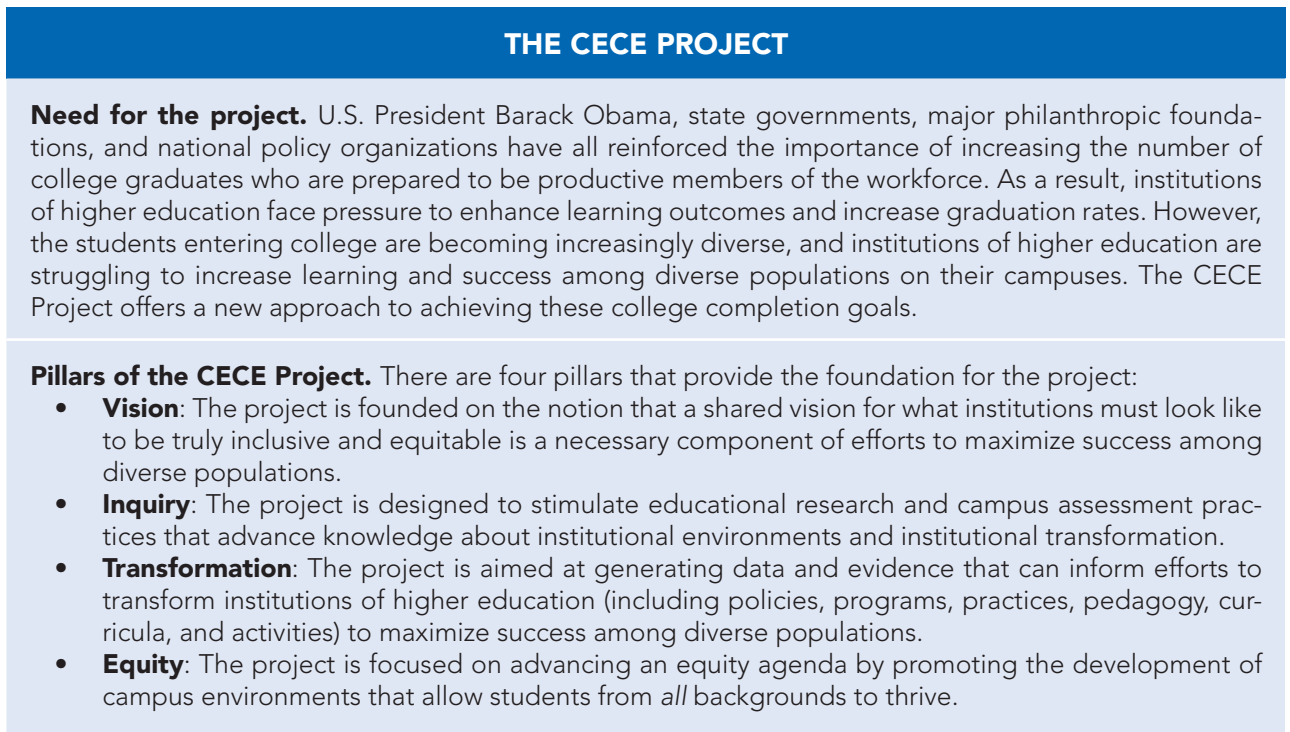 THE CECE PROJECT
Need for the project. U.S. President Barack Obama, state governments, major philanthropic founda-
tions, and national policy organizations have all reinforced the importance of increasing the number of
college graduates who are prepared to be productive members of the workforce. As a result, institutions
of higher education face pressure to enhance learning outcomes and increase graduation rates. However,
the students entering college are becoming increasingly diverse, and institutions of higher education are
struggling to increase learning and success among diverse populations on their campuses. The CECE
Project offers a new approach to achieving these college completion goals.
Pillars of the CECE Project. There are four pillars that provide the foundation for the project:
• Vision: The project is founded on the notion that a shared vision for what institutions must look like
to be truly inclusive and equitable is a necessary component of efforts to maximize success among
diverse populations.
• Inquiry: The project is designed to stimulate educational research and campus assessment prac-
tices that advance knowledge about institutional environments and institutional transformation.
• Transformation: The project is aimed at generating data and evidence that can inform efforts to
transform institutions of higher education (including policies, programs, practices, pedagogy, cur-
ricula, and activities) to maximize success among diverse populations.
• Equity: The project is focused on advancing an equity agenda by promoting the development of
campus environments that allow students from all backgrounds to thrive.